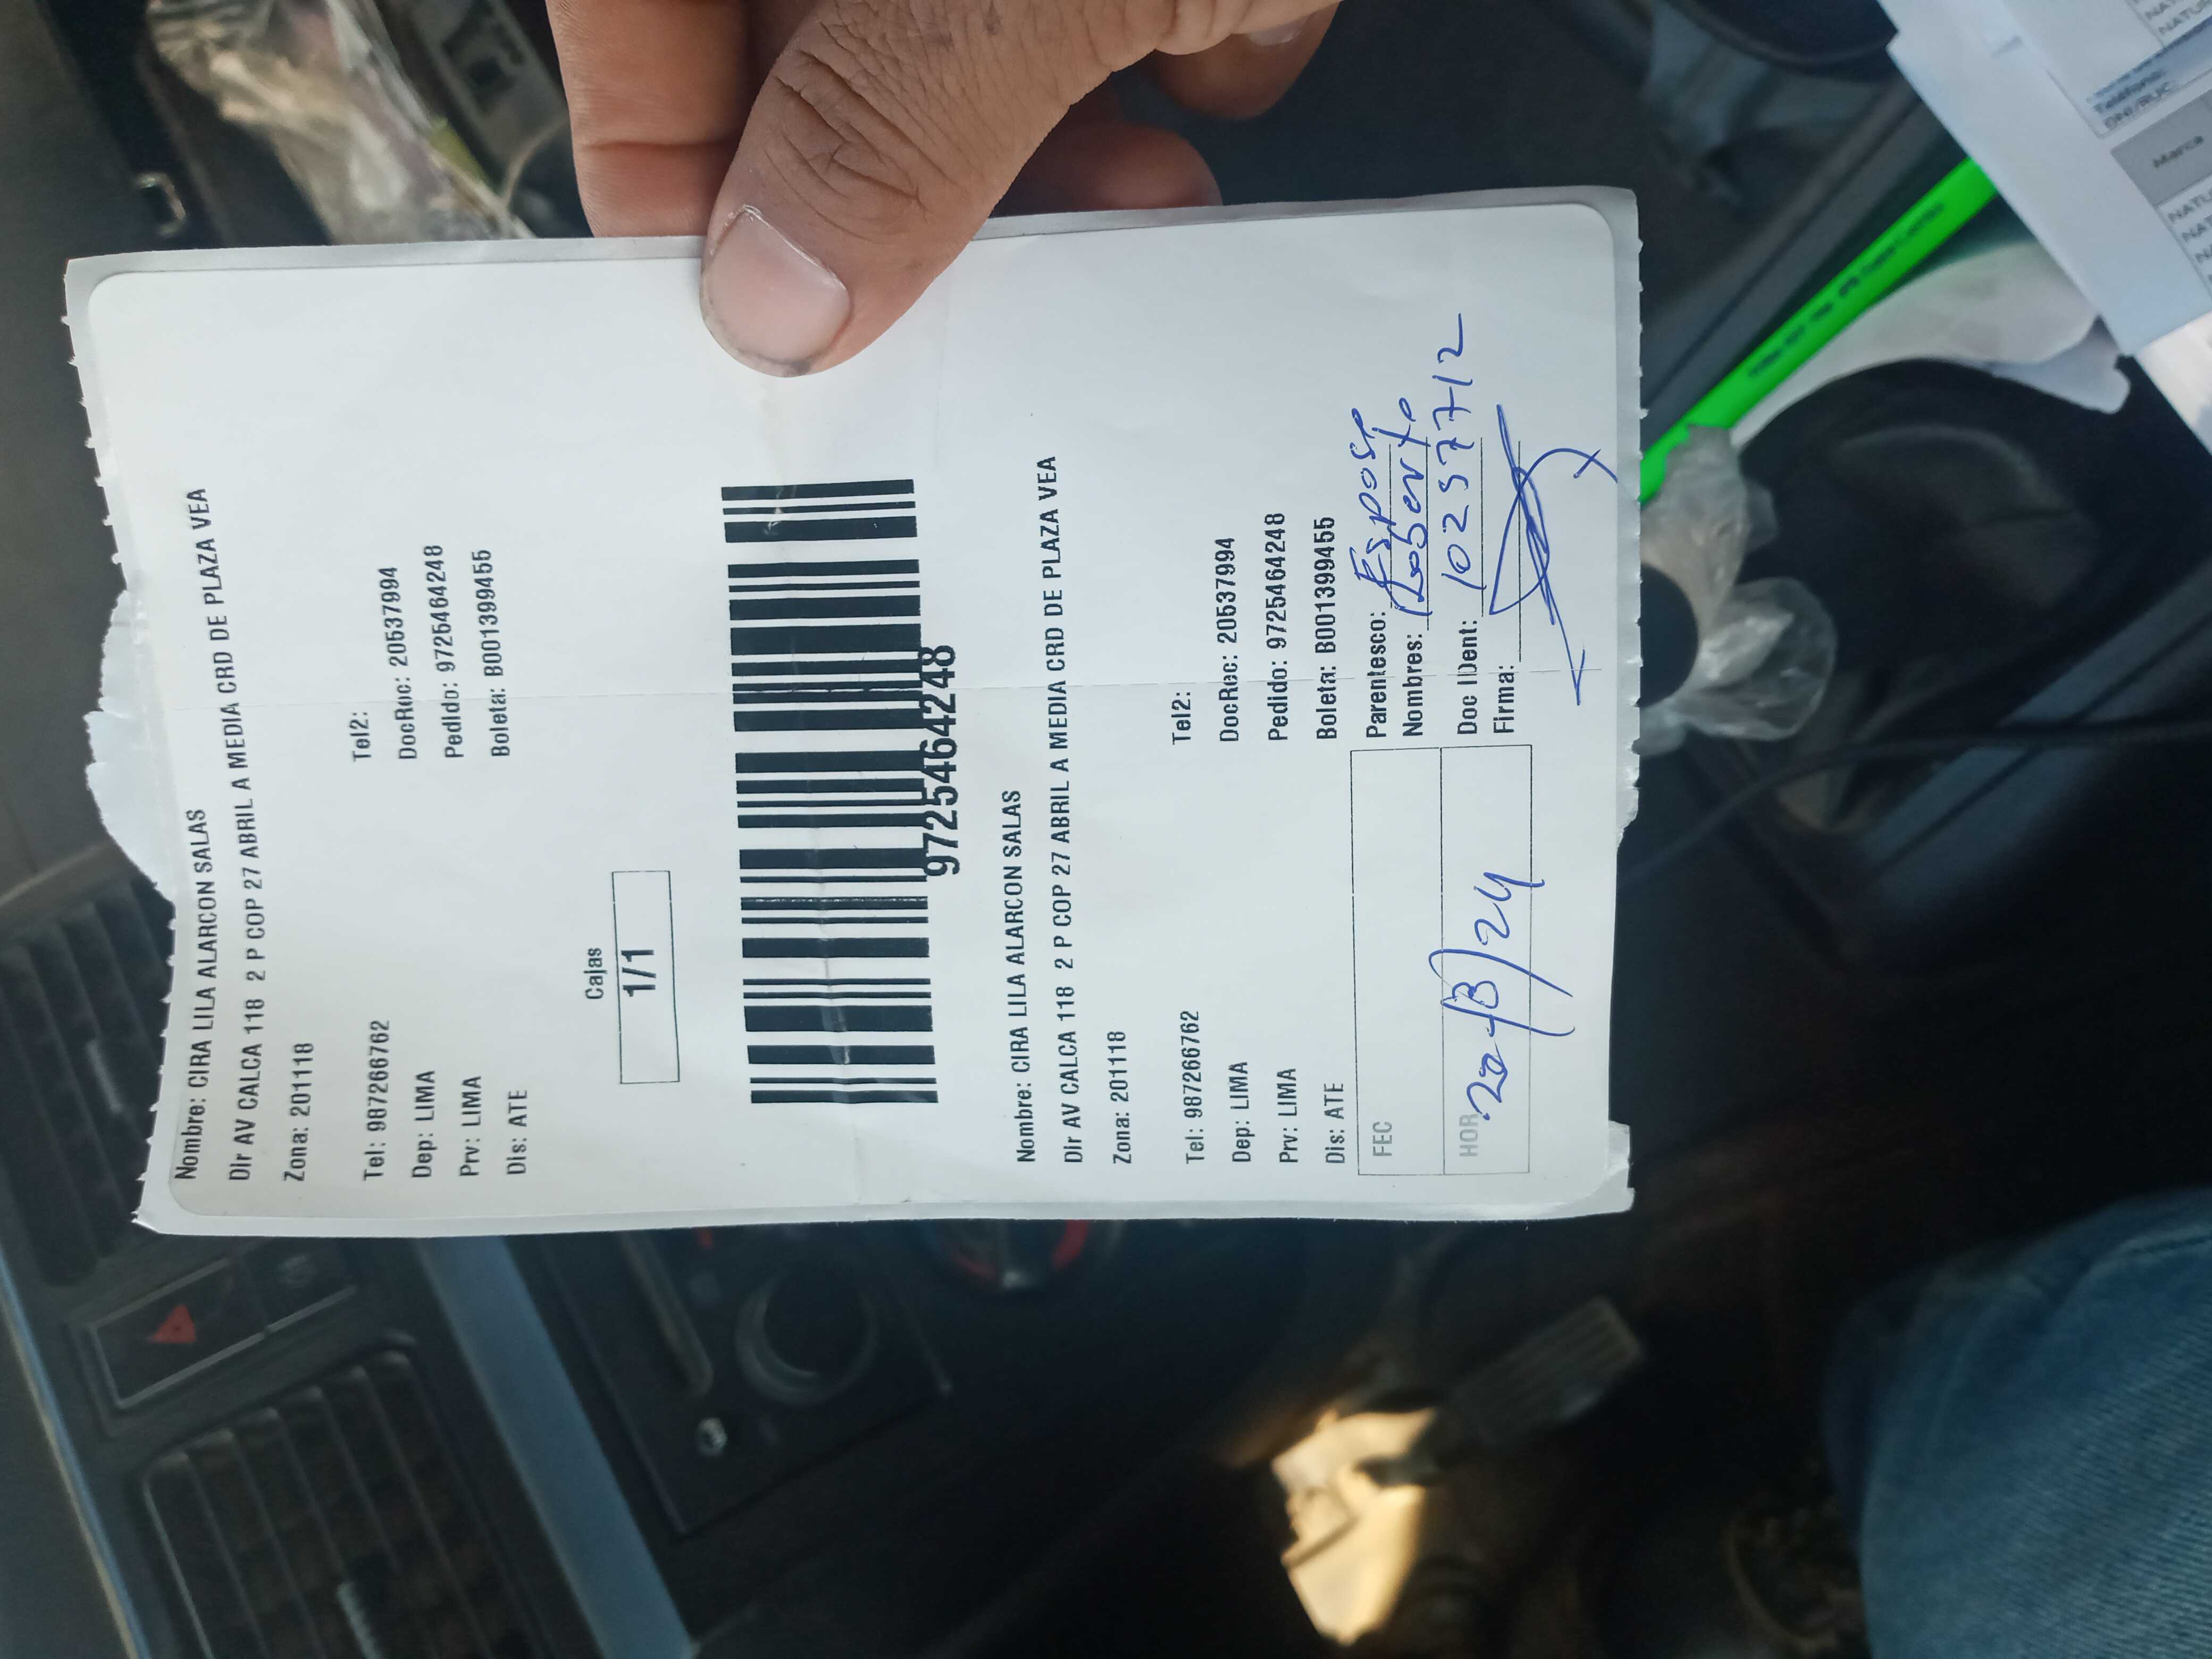 Nombre: CIRA LILA ALARCON SALAS
Dir AV CALCA 118 2 P COP 27 ABRIL A MEDIA CRD DE PLAZA VEA
Zona: 201118
Tel: 987266762 Tel2:
Dep: LIMA DocRec: 20537994
Prv: LIMA Pedido: 972546424​8
Dis: ATE Boleta: B001399455
Cajas
1/1
9725464248
Nombre: CIRA LILA ALARCON SALAS
Dir AV CALCA 118 2 P COP 27 ABRIL A MEDIA CRD DE PLAZA VEA
Zona: 201118
Tel: 987266762 Tel2:
Dep: LIMA DocRec: 20537994
Prv: LIMA Pedido: 9725464248
Dis: ATE Boleta: B001399455
FEC Parentesco: Esposo
Nombres: Roberto
HOR Doc IDent: 10257712
Firma:
Marca